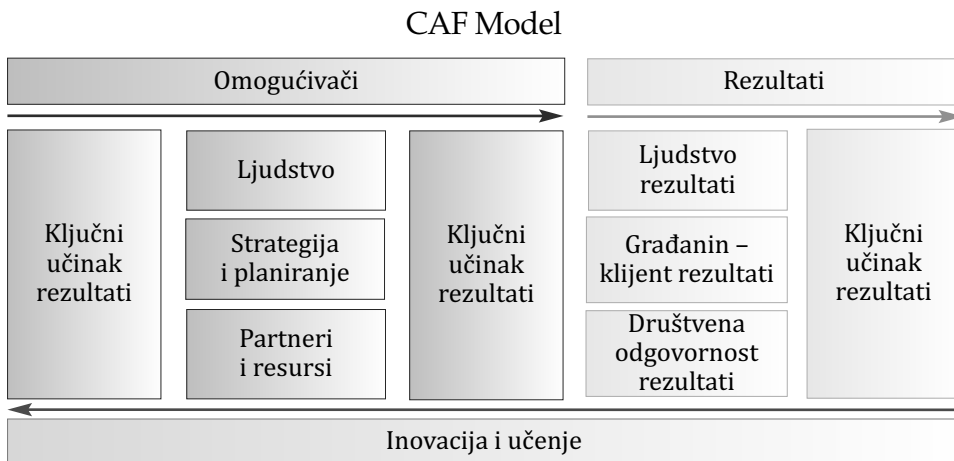 CAF Model
Omogućivači
Rezultati
Ključni
učinak
rezultati
Ljudstvo
Strategija
i planiranje
Partneri
i resursi
Ključni
učinak
rezultati
Ljudstvo
rezultati
Građanin –
klijent rezultati
Društvena
odgovornost
rezultati
Ključni
učinak
rezultati
Inovacija i učenje